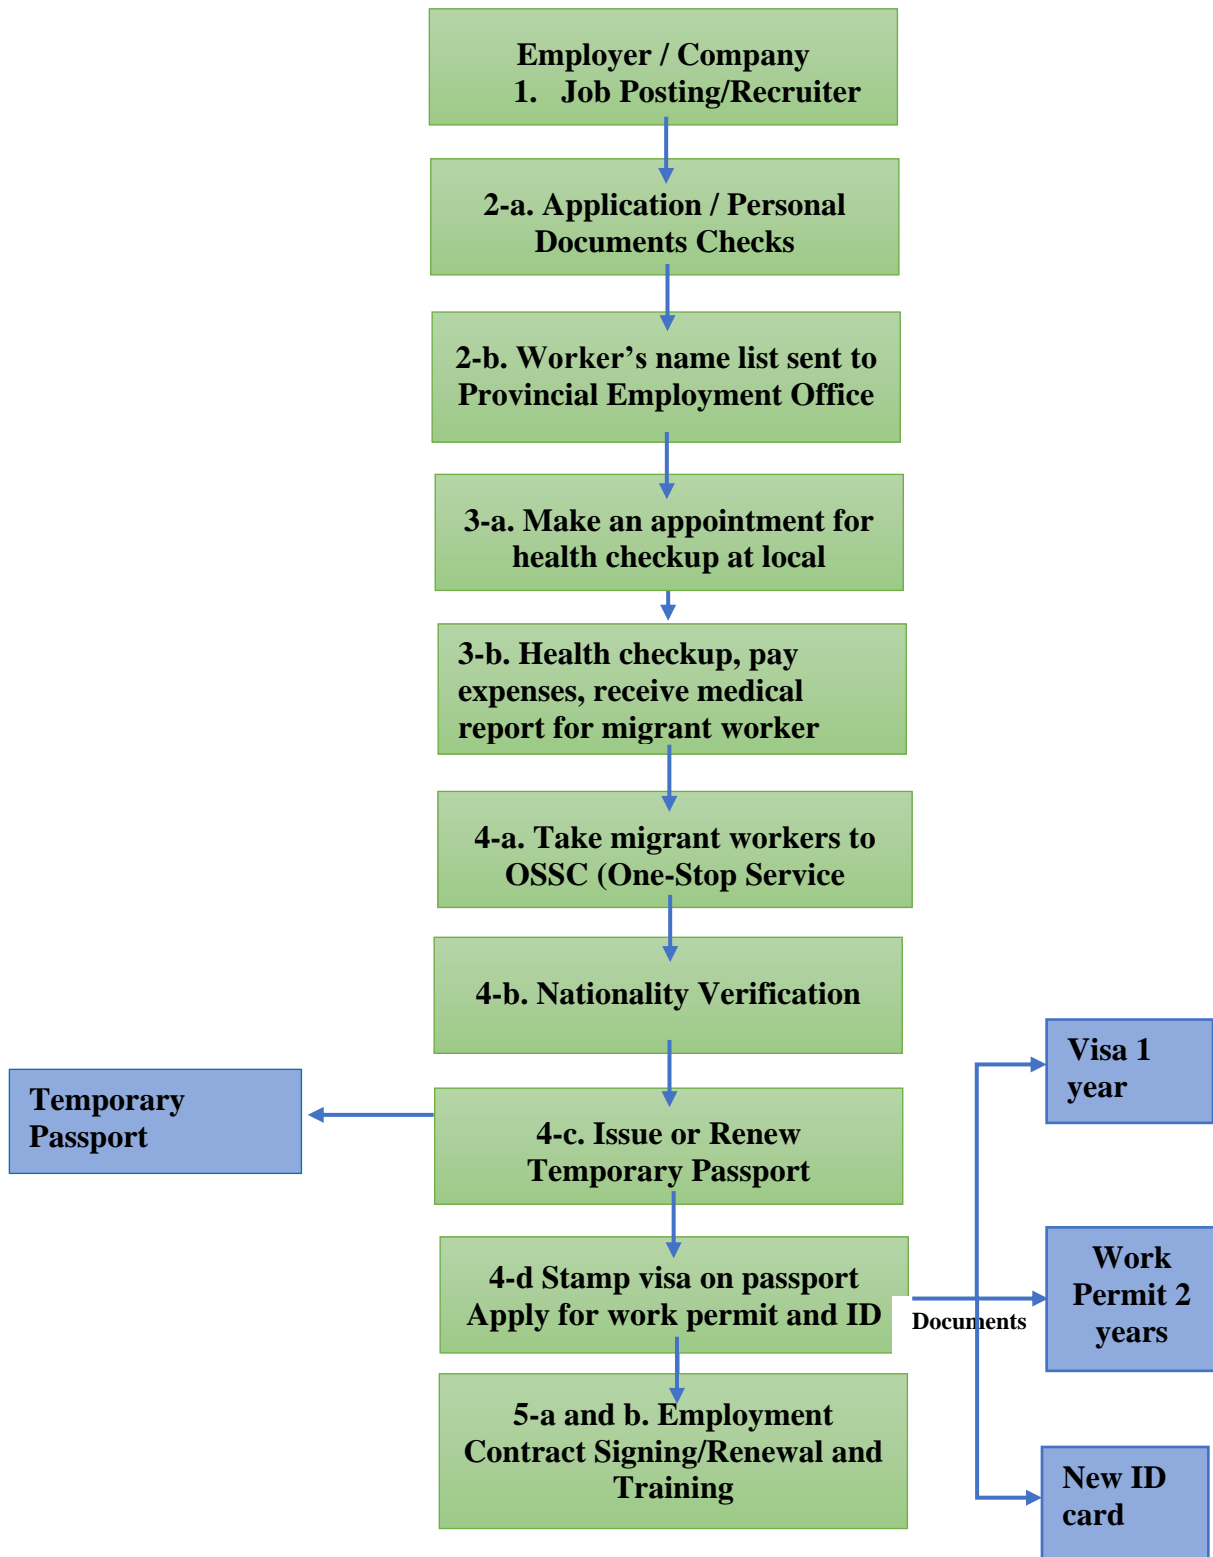 Employer / Company
1. Job Posting/Recruiter
2-a. Application / Personal
Documents Checks
2-b. Worker’s name list sent to
Provincial Employment Office
3-a. Make an appointment for
health checkup at local
3-b. Health checkup, pay
expenses, receive medical
report for migrant worker
4-a. Take migrant workers to
OSSC (One-Stop Service
4-b. Nationality Verification
Visa 1
year
Temporary
Passport
4-c. Issue or Renew
Temporary Passport
4-d Stamp visa on passport
Apply for work permit and ID
Documents
Work
Permit 2
years
5-a and b. Employment
Contract Signing/Renewal and
Training
New ID
card